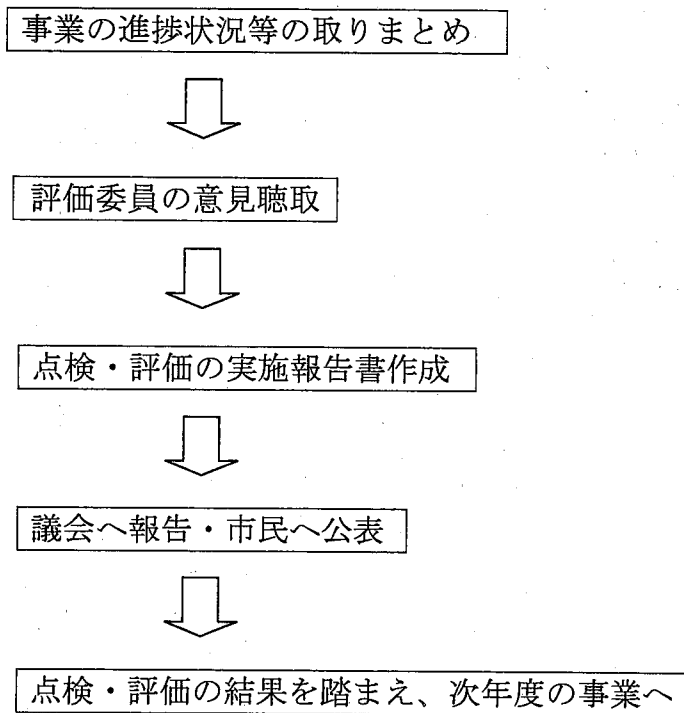 事業の進捗状況等の取りまとめ
評価委員の意見聴取
点検・評価の実施報告書作成
議会へ報告・市民へ公表
点検・評価の結果を踏まえ、次年度の事業へ